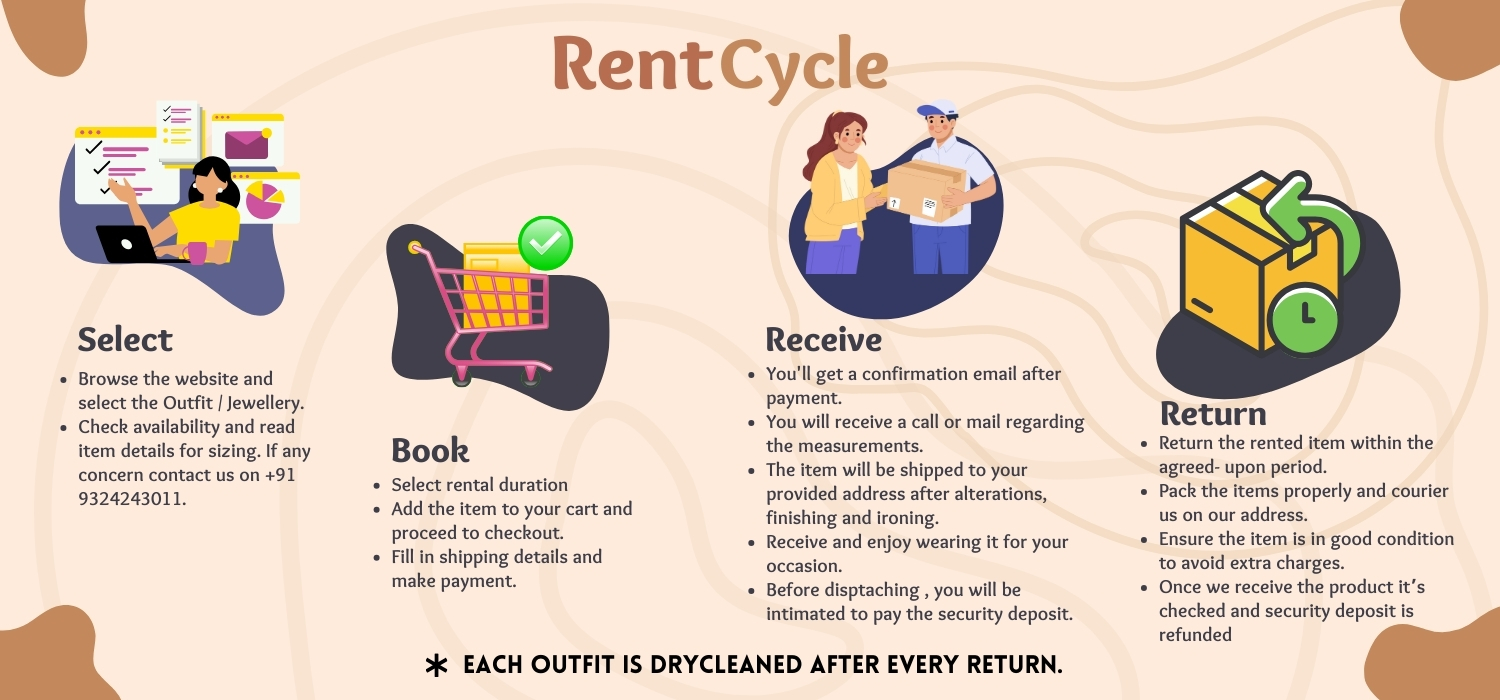 RentCycle
Select
• Browse the website and
select the Outfit / Jewellery.
• Check availability and read
item details for sizing. If any
concern contact us on +91
9324243011.
Book
• Select rental duration
• Add the item to your cart and
proceed to checkout.
• Fill in shipping details and
make payment.
Receive
• You'll get a confirmation email after
payment.
• You will receive a call or mail regarding
the measurements.
• The item will be shipped to your
provided address after alterations,
finishing and ironing.
• Receive and enjoy wearing it for your
occasion.
• Before disptaching , you will be
intimated to pay the security deposit.
Return
• Return the rented item within the
agreed- upon period.
• Pack the items properly and courier
us on our address.
• Ensure the item is in good condition
to avoid extra charges.
• Once we receive the product it’s
checked and security deposit is
refunded
* EACH OUTFIT IS DRYCLEANED AFTER EVERY RETURN.